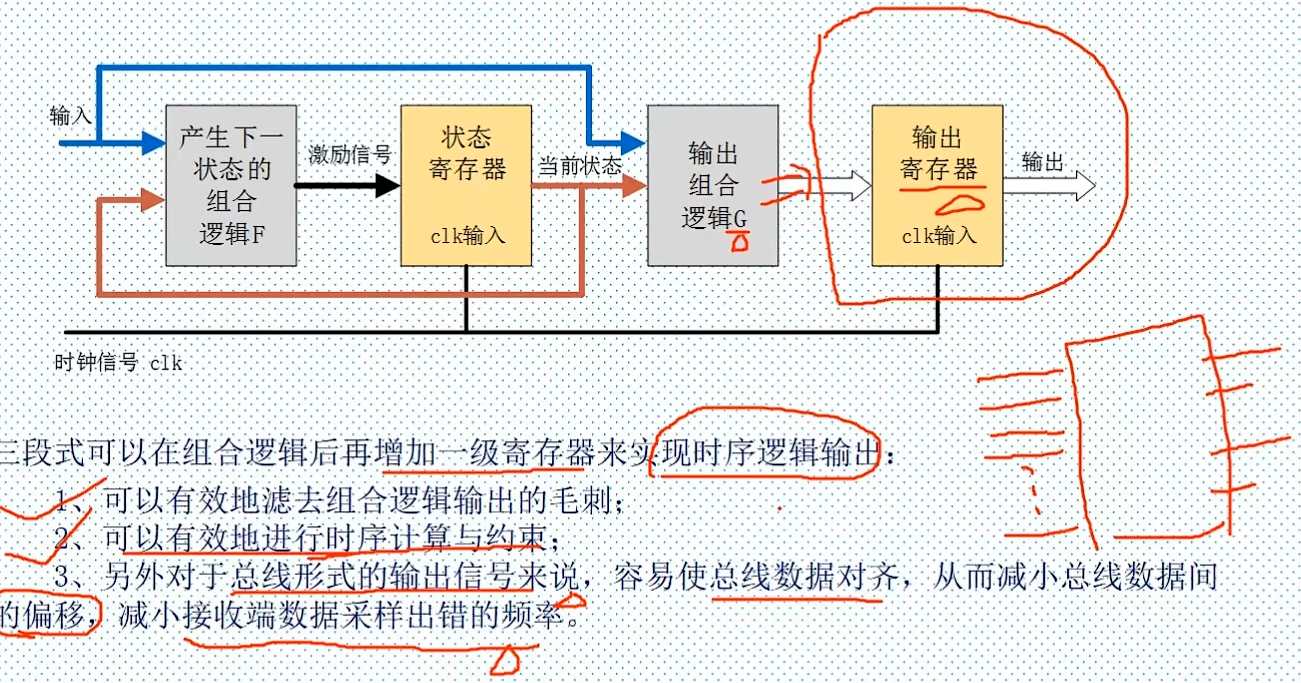 输入
产生下一
状态的
组合
逻辑F
激励信号
状态
寄存器
clk输入
当前状态
输出
组合
逻辑G
输出
寄存器
clk输入
输出
时钟信号 clk
三段式可以在组合逻辑后再增加一级寄存器来实现时序逻辑输出：
1、可以有效地滤去组合逻辑输出的毛刺；
2、可以有效地进行时序计算与约束；
3、另外对于总线形式的输出信号来说，容易使总线数据对齐，从而减小总线数据间
的偏移，减小接收端数据采样出错的频率。